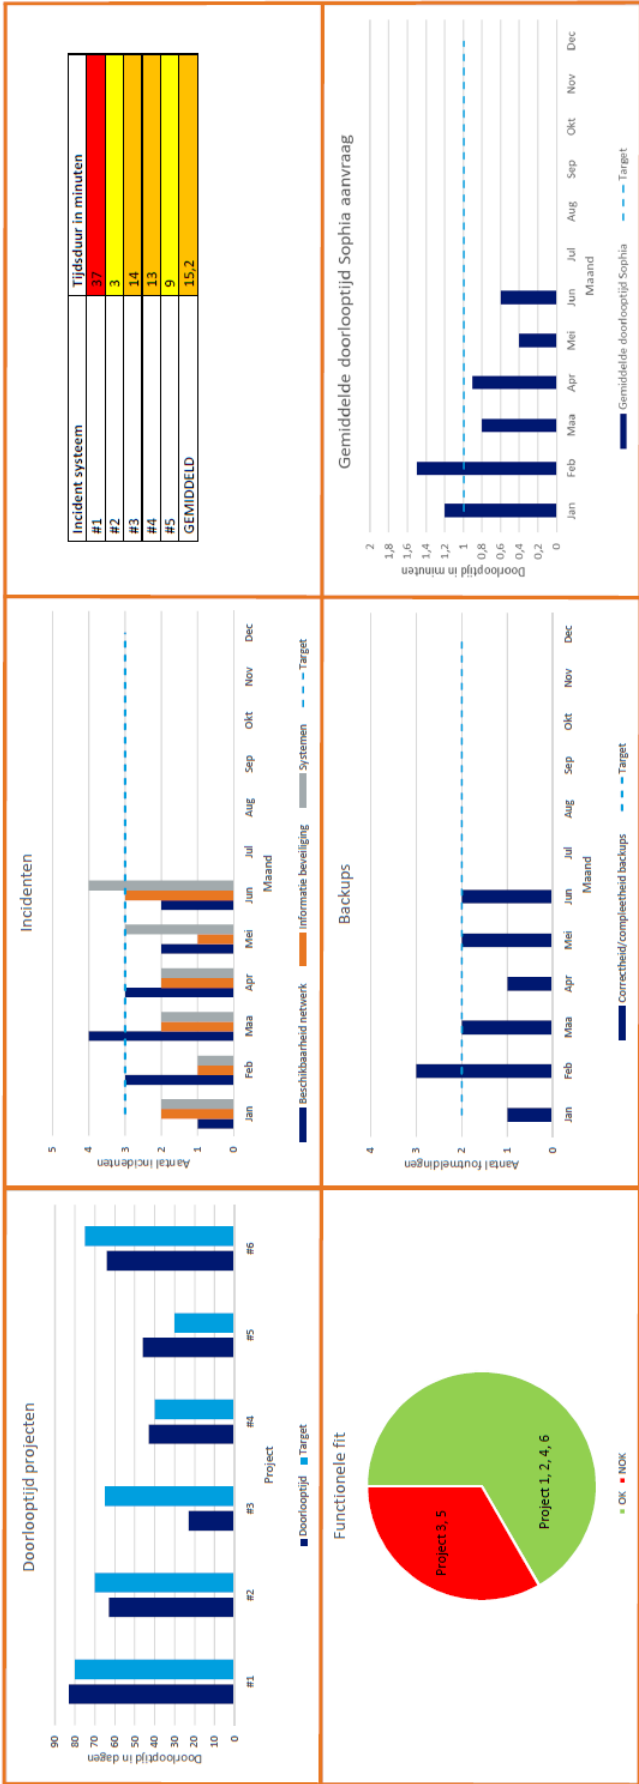 Doorlooptijd projecten
Doorlooptijd in dagen
90
80
70
60
50
40
30
20
10
0
#1 #2 #3 #4 #5 #6
Project
Doorlooptijd Target
Incidenten
Aantal incidenten
5
4
3
2
1
0
Jan Feb Maa Apr Mei Jun Jul Aug Sep Okt Nov Dec
Maand
Beschikbaarheid netwerk Informatie beveiliging Systemen Target
Incident systeem Tijdsduur in minuten
#1 37
#2 3
#3 14
#4 13
#5 9
GEMIDDELD 15,2
Functionele fit
Project 3, 5
Project 1, 2, 4, 6
OK NOK
Backups
Aantal foutmeldingen
4
3
2
1
0
Jan Feb Maa Apr Mei Jun Jul Aug Sep Okt Nov Dec
Maand
Correctheid/compleetheid backups Target
Gemiddelde doorlooptijd Sophia aanvraag
Doorlooptijd in minuten
2
1,8
1,6
1,4
1,2
1
0,8
0,6
0,4
0,2
0
Jan Feb Maa Apr Mei Jun Jul Aug Sep Okt Nov Dec
Maand
Gemiddelde doorlooptijd Sophia Target